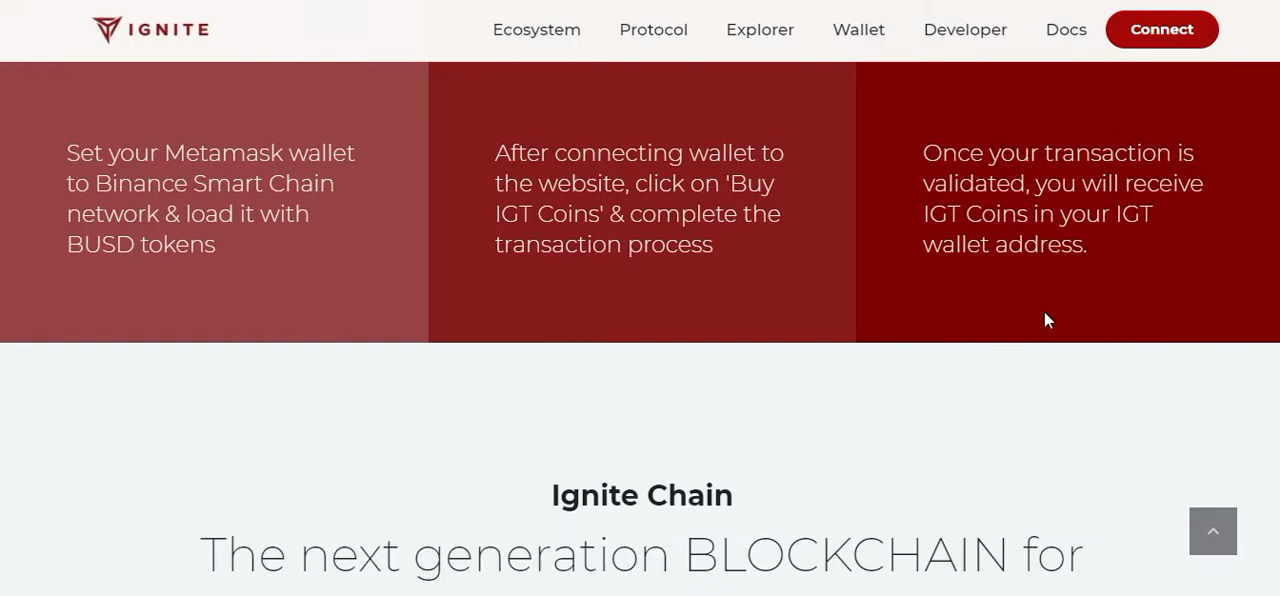 IGNITE
Ecosystem Protocol Explorer Wallet Developer Docs Connect
Set your Metamask wallet
to Binance Smart Chain
network & load it with
BUSD tokens
After connecting wallet to
the website, click on 'Buy
IGT Coins' & complete the
transaction process
Once your transaction is
validated, you will receive
IGT Coins in your IGT
wallet address.
Ignite Chain
The next generation BLOCKCHAIN for